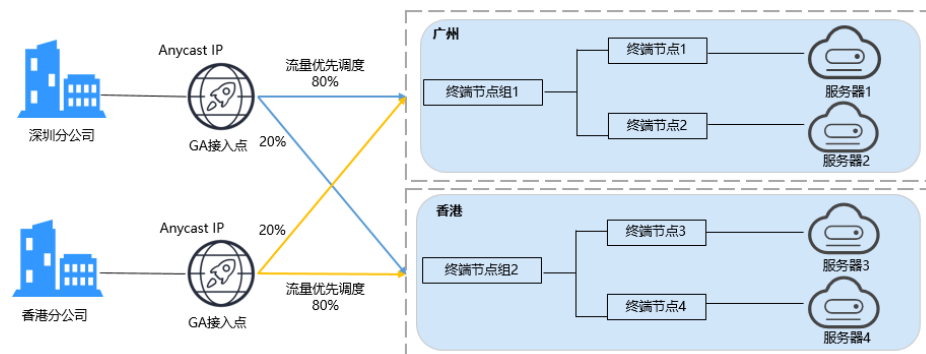 广州
Anycast IP
流量优先调度
80%
深圳分公司
GA接入点
20%
终端节点组1
终端节点1
服务器1
终端节点2
服务器2
香港
Anycast IP
20%
流量优先调度
80%
香港分公司
GA接入点
终端节点组2
终端节点3
服务器3
终端节点4
服务器4